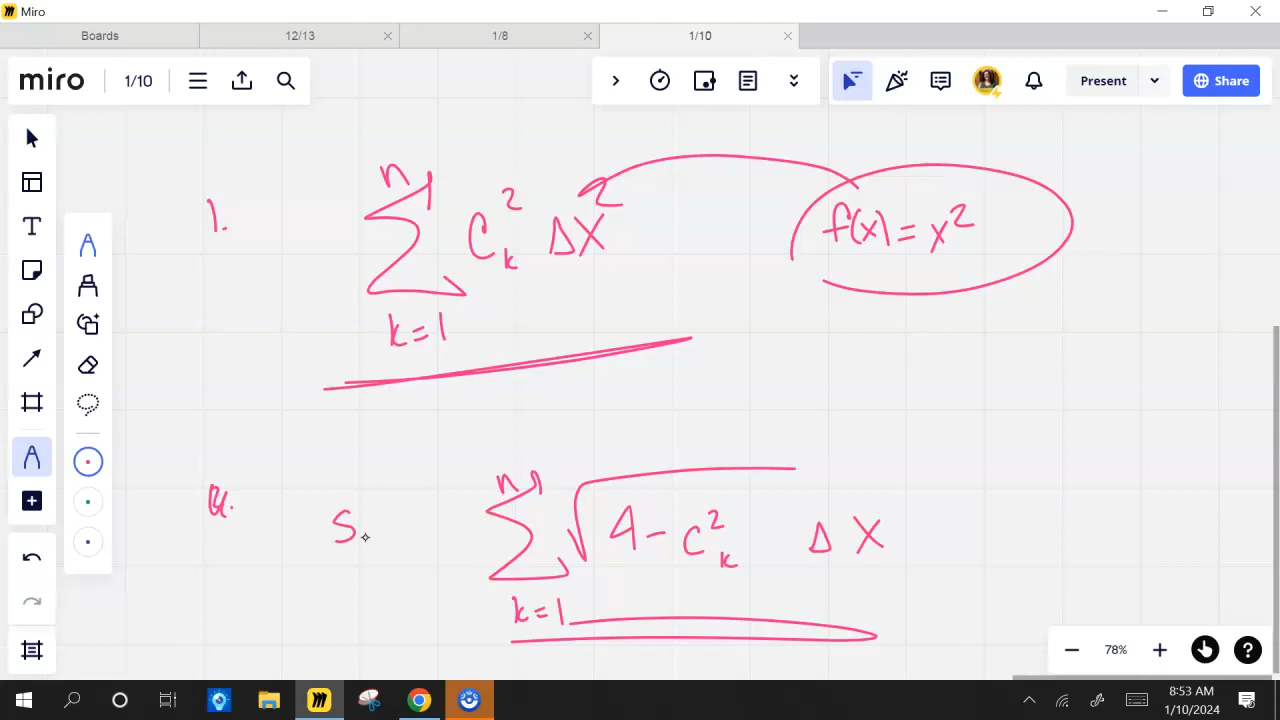 Miro
Boards 12/13 1/8 1/10
miro 1/10 Present Share
1. n ∑ k=1 C_k^2 ΔX^2 f(x) = x^2
S n ∑ k=1 √(4 - C_k^2) ΔX
78%
8:53 AM
1/10/2024